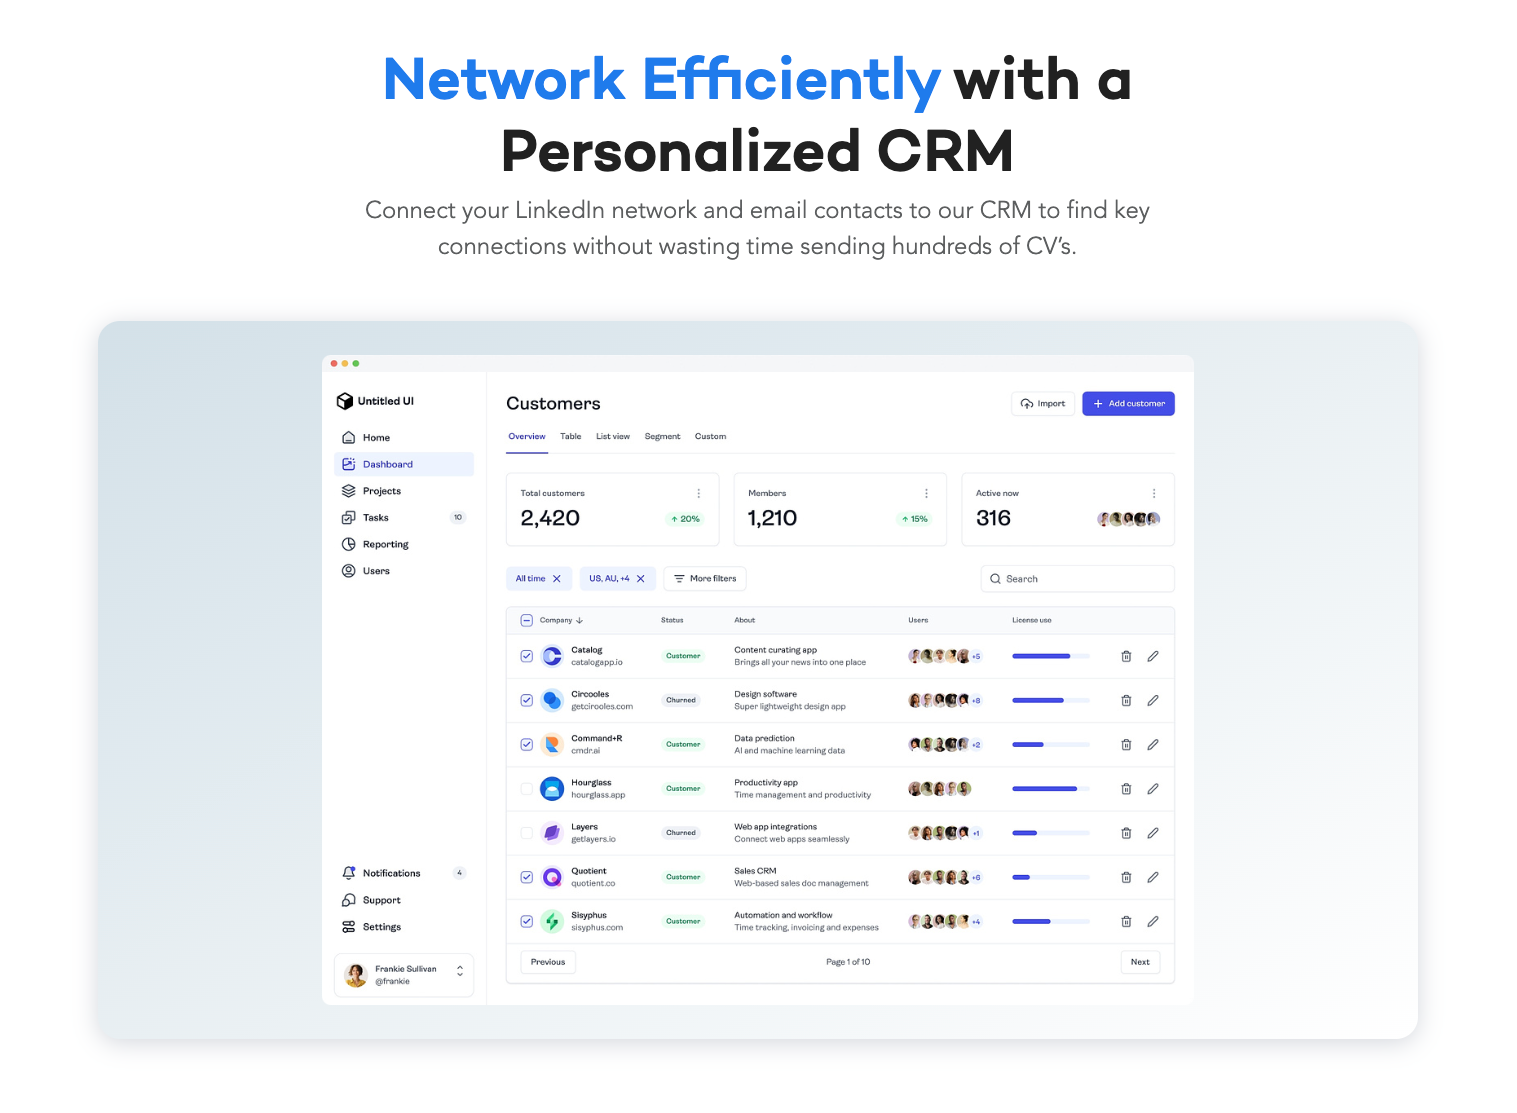 Network Efficiently with a
Personalized CRM
Connect your LinkedIn network and email contacts to our CRM to find key
connections without wasting time sending hundreds of CV's.
Untitled UI
Home
Dashboard
Projects
Tasks 10
Reporting
Users
Notifications 4
Support
Settings
Frankie Sullivan
@frankie
Customers
Import
Add customer
Overview Table List view Segment Custom
Total customers
2,420
20%
Members
1,210
15%
Active now
316
All time
US, AU, +4
More filters
Search
Company Status About Users License use
Catalog
catalogapp.io
Customer
Content curating app
Brings all your news into one place
+5
Circooles
getcirooles.com
Churned
Design software
Super lightweight design app
+8
Command+R
cmdr.ai
Customer
Data prediction
AI and machine learning data
+2
Hourglass
hourglass.app
Customer
Productivity app
Time management and productivity
Layers
getlayers.io
Churned
Web app integrations
Connect web apps seamlessly
+1
Quotient
quotient.co
Customer
Sales CRM
Web-based sales doc management
+6
Sisyphus
sisyphus.com
Customer
Automation and workflow
Time tracking, invoicing and expenses
+4
Previous
Page 1 of 10
Next